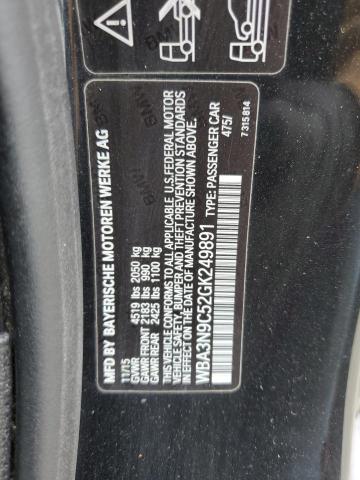 MFD BY BAYERISCHE MOTOREN WERKE AG
11/15
GVWR 4519 lbs 2050 kg
GAWR FRONT 2183 lbs 990 kg
GAWR REAR 2425 lbs 1100 kg
THIS VEHICLE CONFORMS TO ALL APPLICABLE U.S. FEDERAL MOTOR
VEHICLE SAFETY, BUMPER AND THEFT PREVENTION STANDARDS
IN EFFECT ON THE DATE OF MANUFACTURE SHOWN ABOVE.
WBA3N9C52GK249891 TYPE: PASSENGER CAR
475/
7 315 814